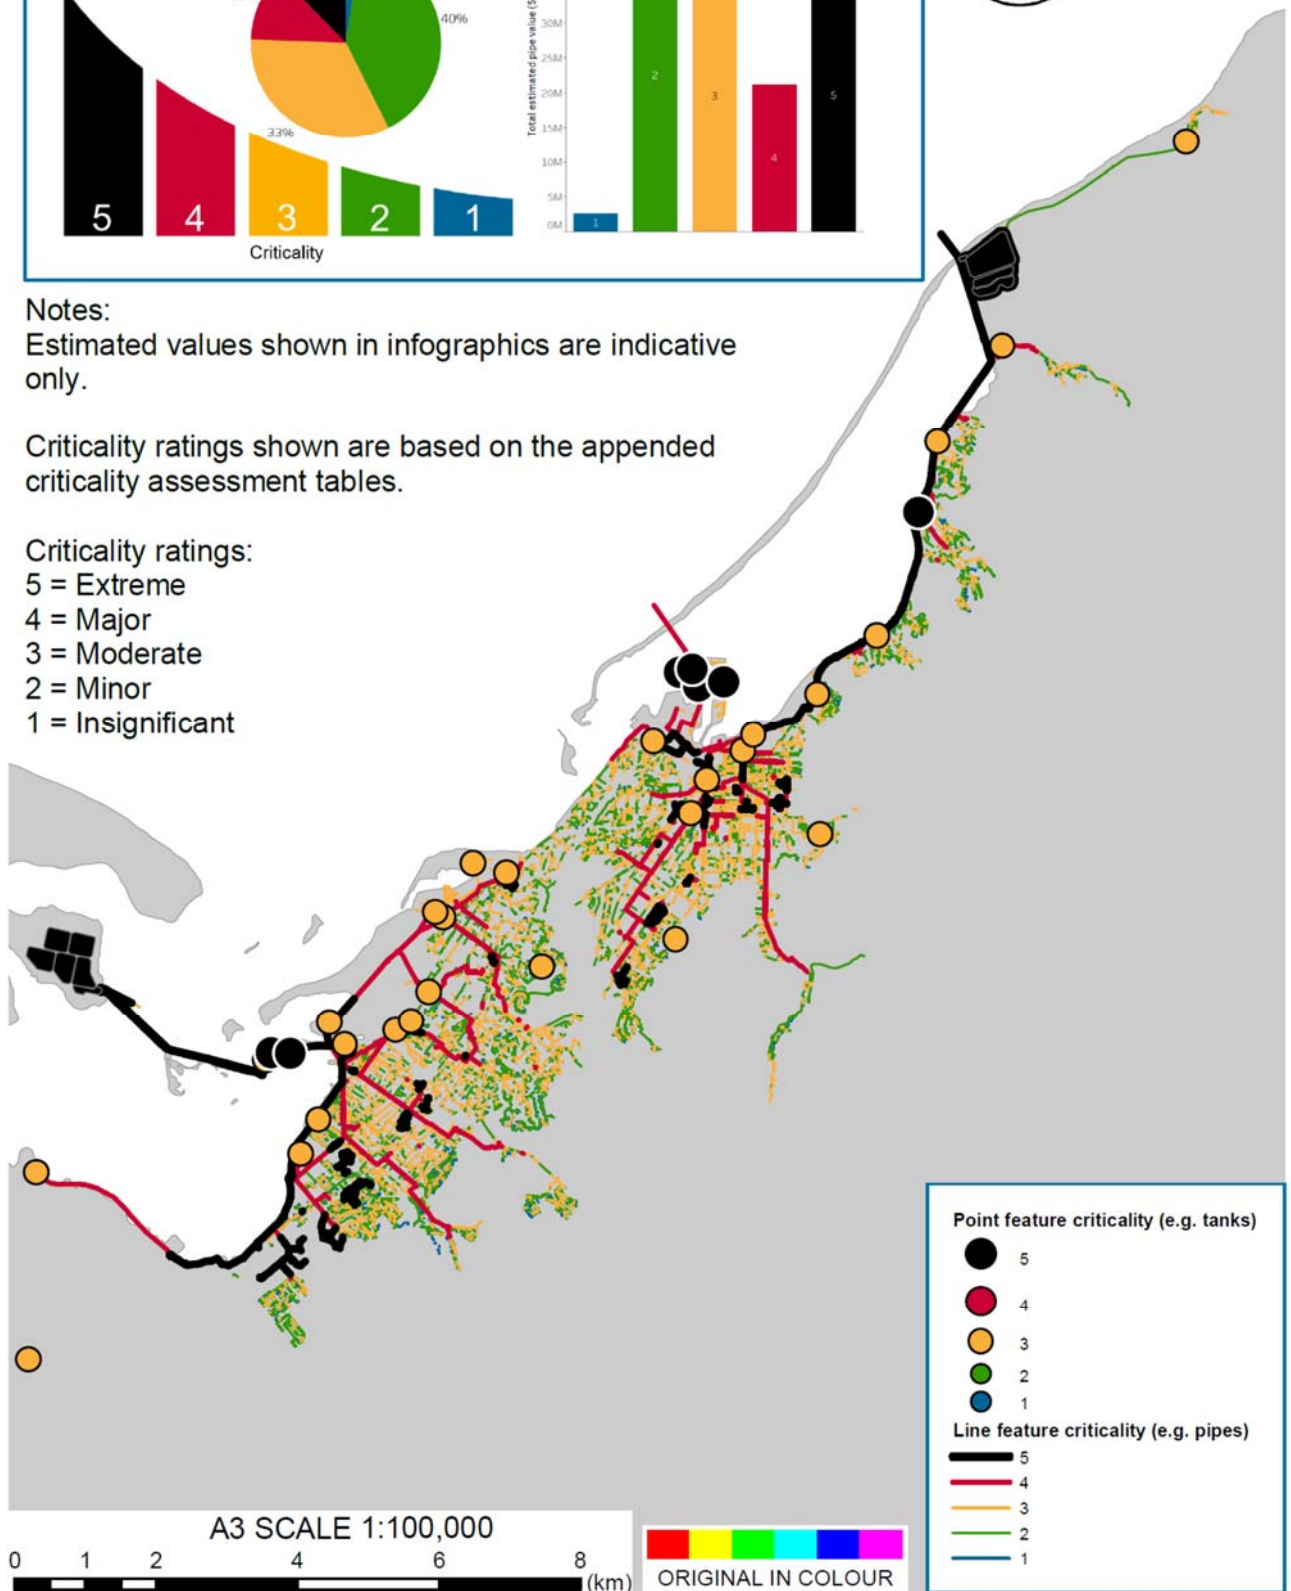 40%
33%
5
4
3
2
1
Criticality
Total estimated pipe value ($
30M
25M
20M
15M
10M
5M
0M
1
2
3
4
5
Notes:
Estimated values shown in infographics are indicative
only.
Criticality ratings shown are based on the appended
criticality assessment tables.
Criticality ratings:
5 = Extreme
4 = Major
3 = Moderate
2 = Minor
1 = Insignificant
Point feature criticality (e.g. tanks)
5
4
3
2
1
Line feature criticality (e.g. pipes)
5
4
3
2
1
A3 SCALE 1:100,000
0 1 2 4 6 8
(km)
ORIGINAL IN COLOUR